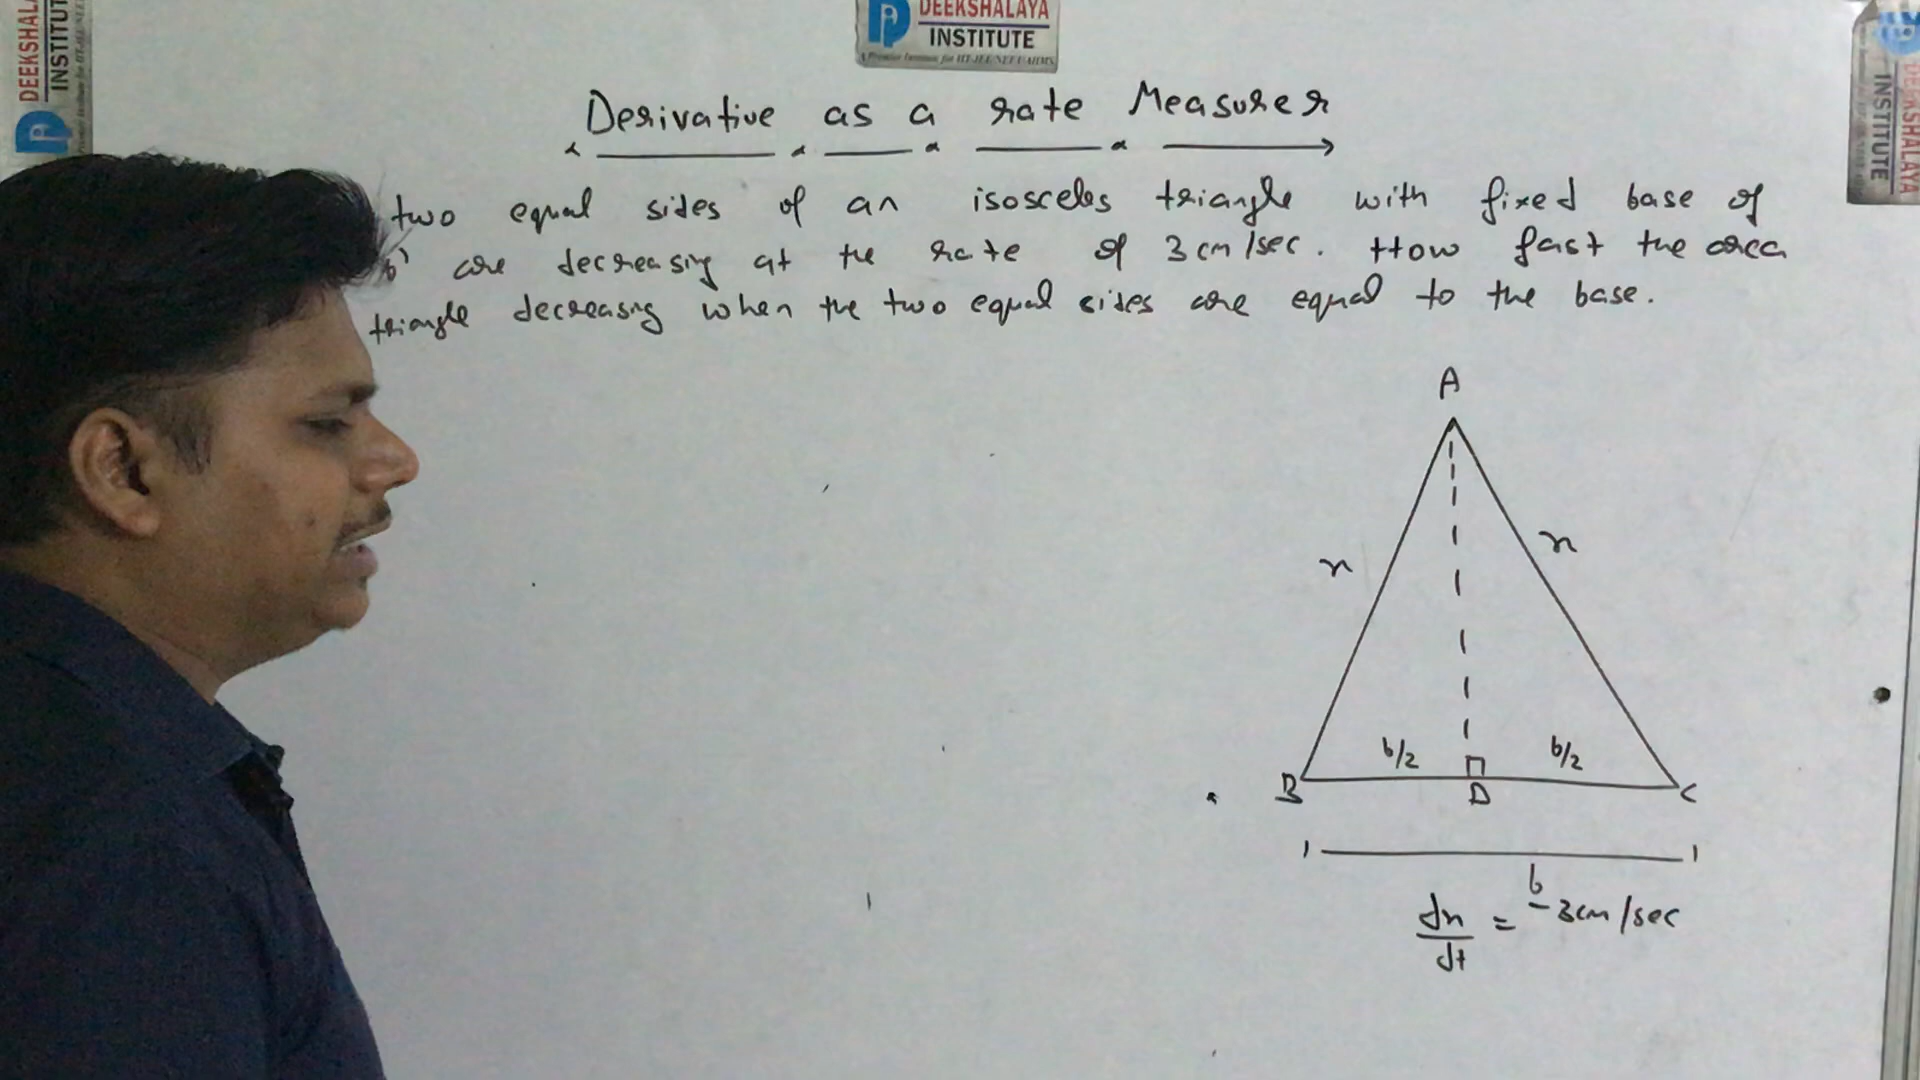 DEEKSHALAYA
INSTITUTE
Derivative as a rate Measurer
two equal sides of an isosceles triangle with fixed base of
'b' are decreasing at the rate of 3 cm/sec. How fast the area
triangle decreasing when the two equal sides are equal to the base.
A
x
x
b/2
b/2
B
D
C
b
dx/dt = -3cm/sec
INSTITUTE
DEEKSHALAYA